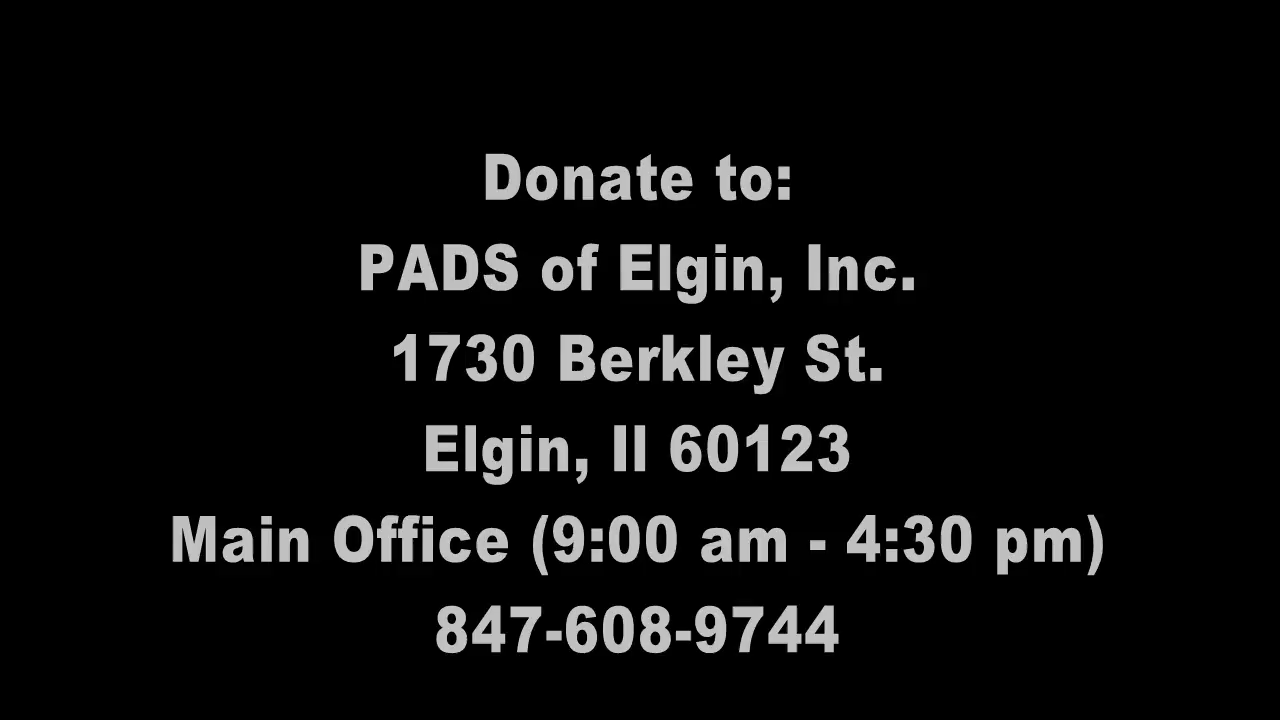 Donate to:
PADS of Elgin, Inc.
1730 Berkley St.
Elgin, Il 60123
Main Office (9:00 am - 4:30 pm)
847-608-9744